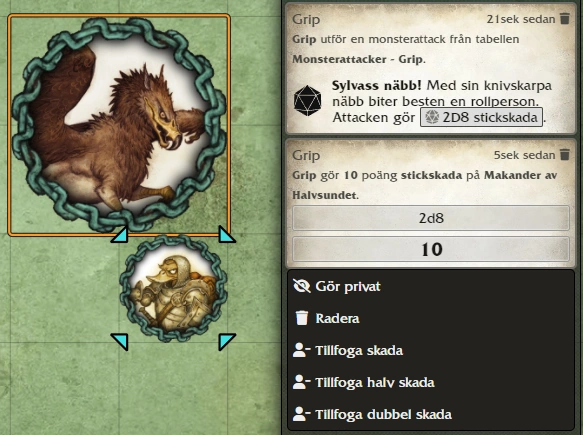 Grip 21sek sedan
Grip utför en monsterattack från tabellen
Monsterattacker - Grip.
Sylvass näbb! Med sin knivskarpa
näbb biter besten en rollperson.
Attacken gör 2D8 stickskada.
Grip 5sek sedan
Grip gör 10 poäng stickskada på Makander av
Halvsundet.
2d8
10
Gör privat
Radera
Tillfoga skada
Tillfoga halv skada
Tillfoga dubbel skada